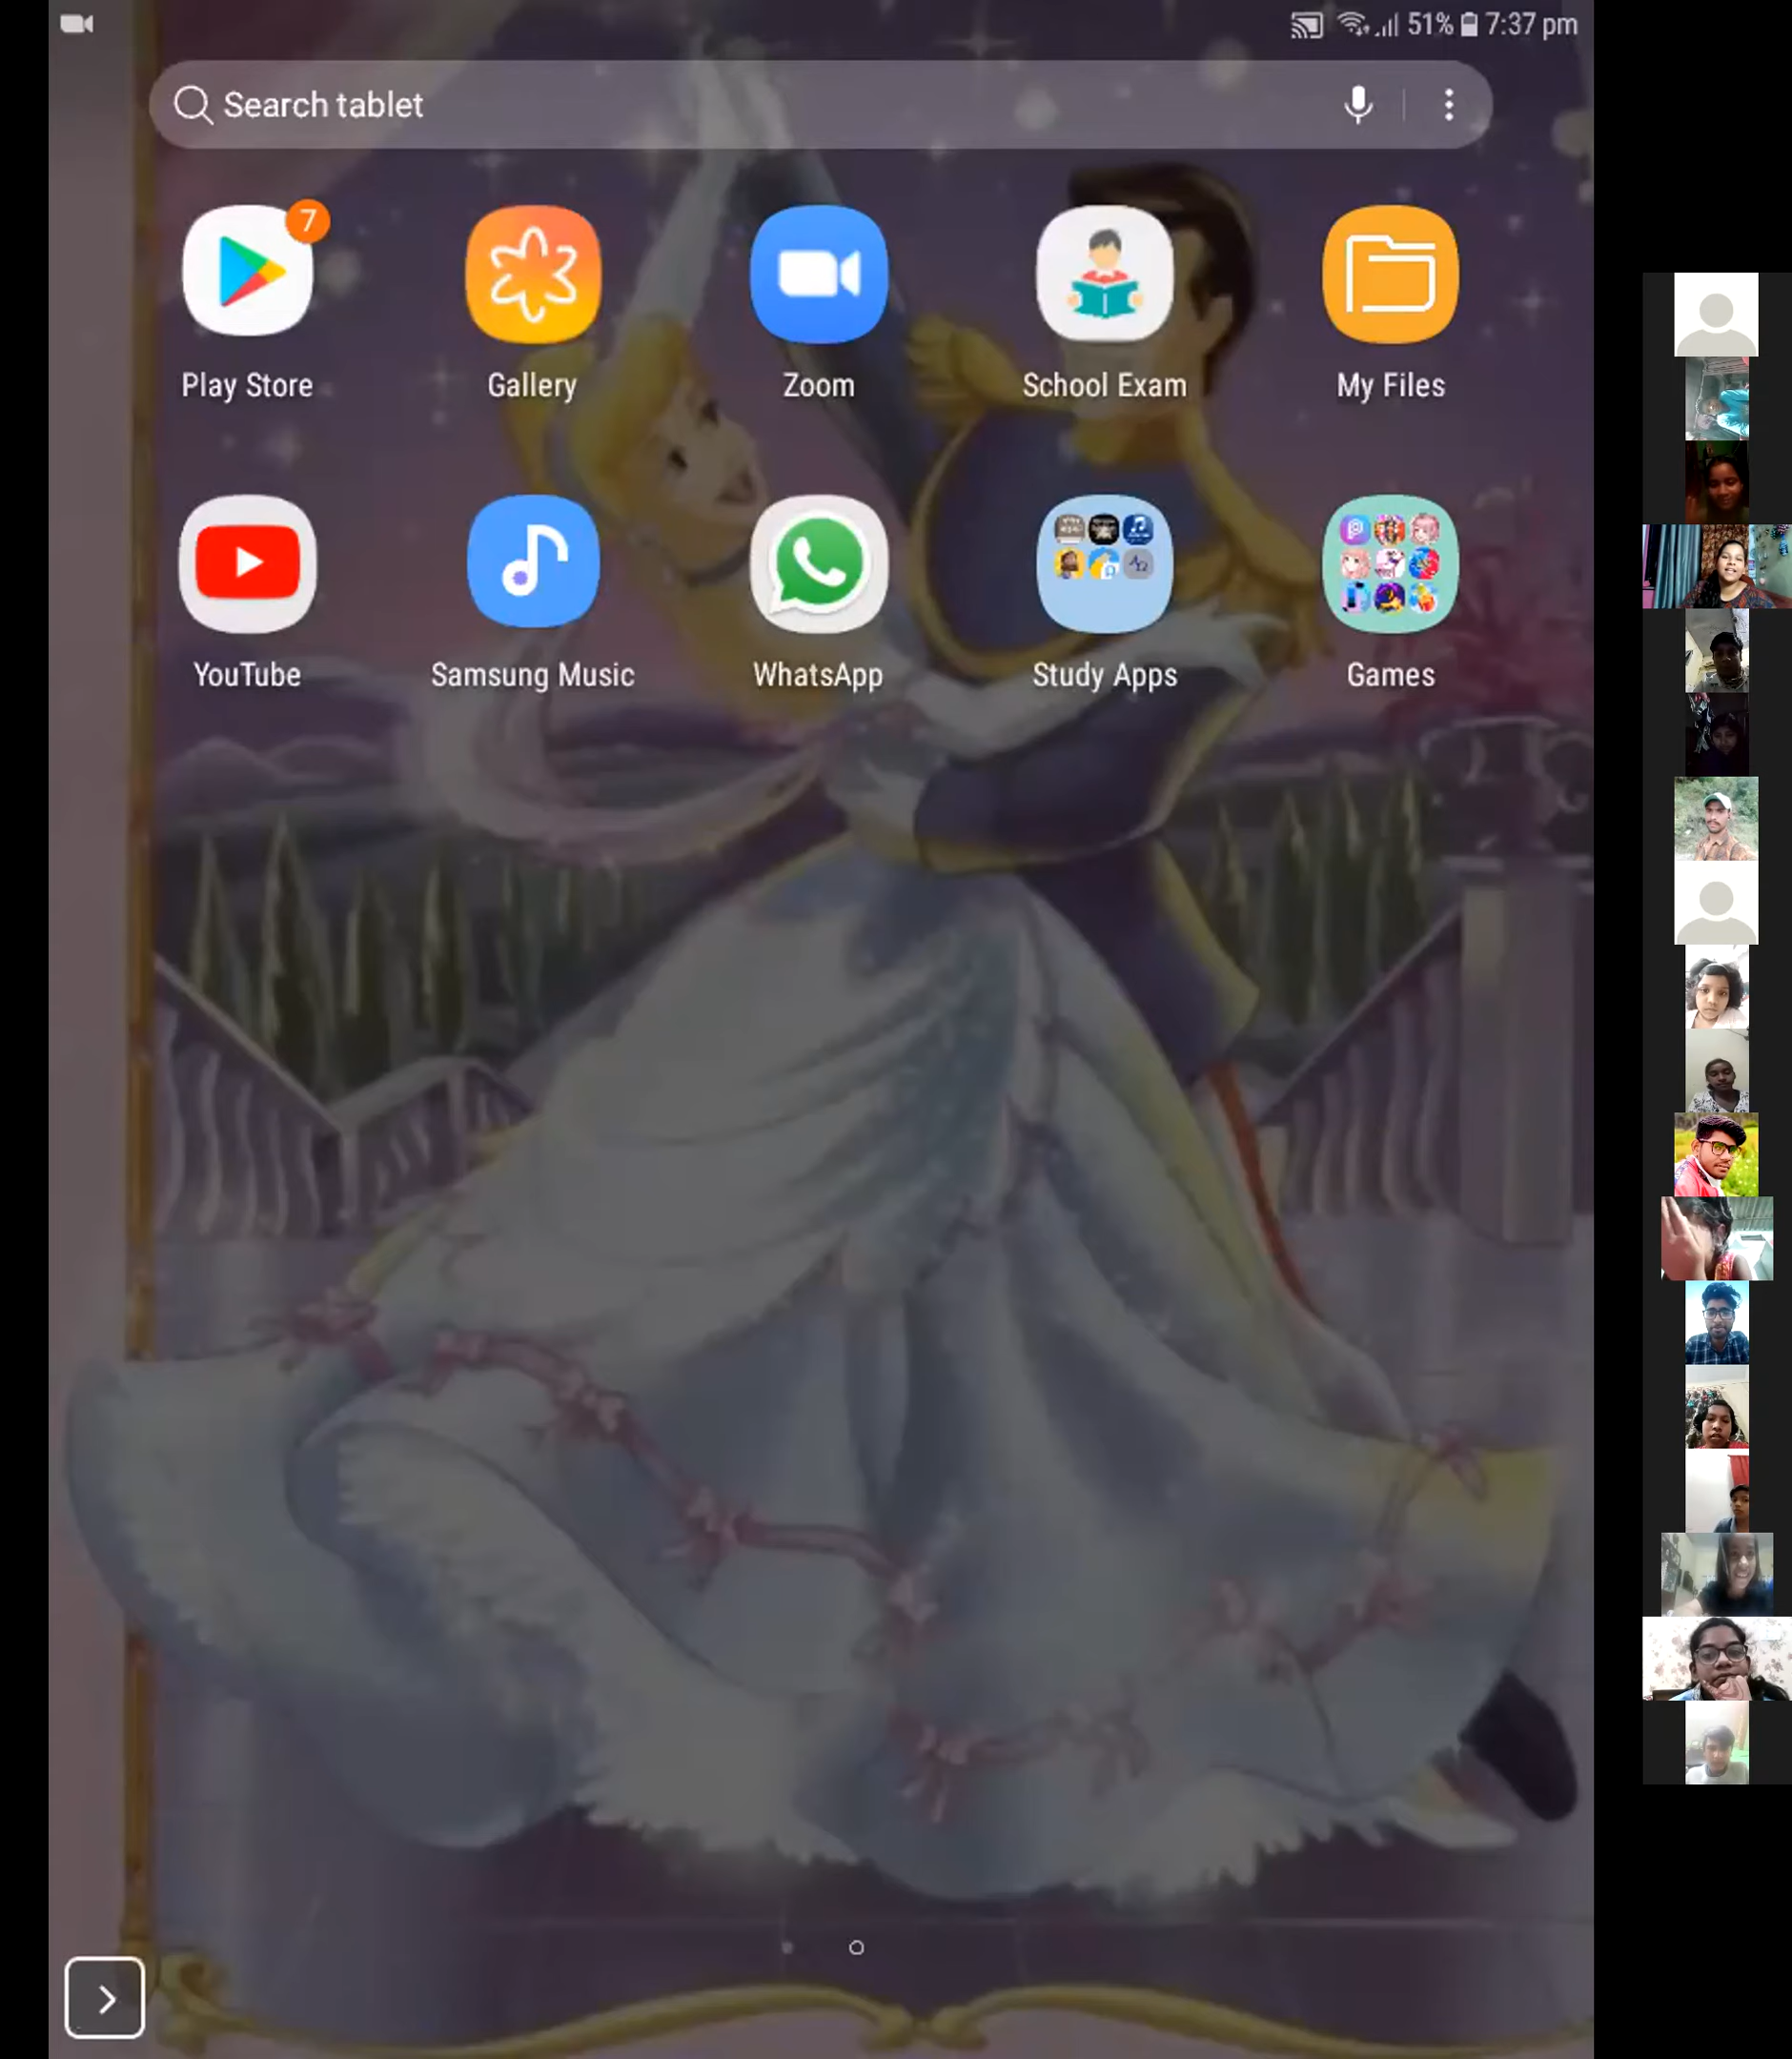 51% 7:37 pm
Search tablet
7
Play Store
Gallery
Zoom
School Exam
My Files
YouTube
Samsung Music
WhatsApp
Study Apps
Games